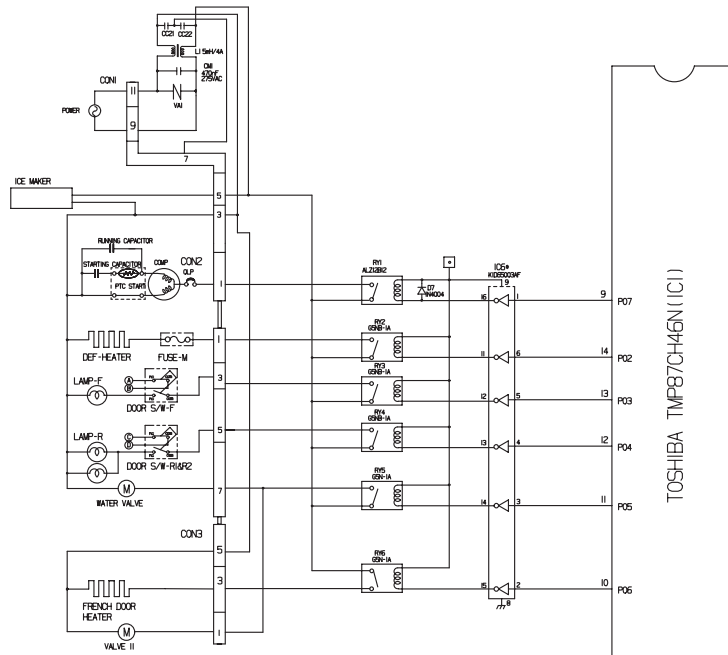 CC21 CC22
L1 5mH/4A
CM1
470nF
275VAC
CON1
11
VA1
POWER
9
7
ICE MAKER
5
3
RUNNING CAPACITOR
STARTING CAPACITOR
COMP
CON2
OLP
PTC START
1
RY1
ALZ12B12
D7
1N4004
IC6*
KID65003AF
9
16
1
9
P07
DEF-HEATER
FUSE-M
1
RY2
G5NB-1A
11
6
14
P02
LAMP-F
A
B
DOOR S/W-F
3
RY3
G5NB-1A
12
5
13
P03
LAMP-R
C
D
DOOR S/W-R1&R2
5
RY4
G5NB-1A
13
4
12
P04
M
WATER VALVE
7
RY5
G5N-1A
14
3
11
P05
CON3
5
FRENCH DOOR
HEATER
3
RY6
G5N-1A
15
2
10
P06
8
M
VALVE II
1
TOSHIBA TMP87CH46N(IC1)